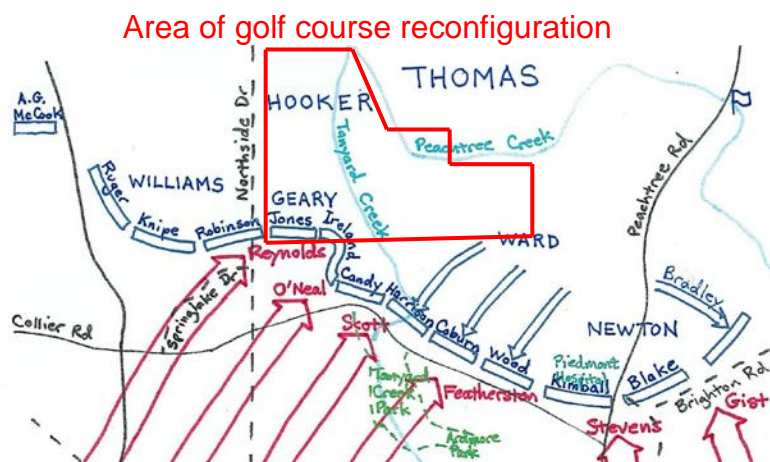 Area of golf course reconfiguration
THOMAS
HOOKER
A.G.
McCook
Northside Dr
Tanyard Creek
Peachtree Creek
Peachtree Rd
Ruger
WILLIAMS
Knipe
Robinson
GEARY
Jones
Ireland
WARD
Reynolds
Springlake Dr
O'Neal
Candy
Harrison
Coburn
Wood
Bradley
NEWTON
Collier Rd
Scott
Piedmont
Hospital
Kimball
Blake
Brighton Rd
Tanyard
Creek
Park
Featherston
Ardmore
Park
Stevens
Gist